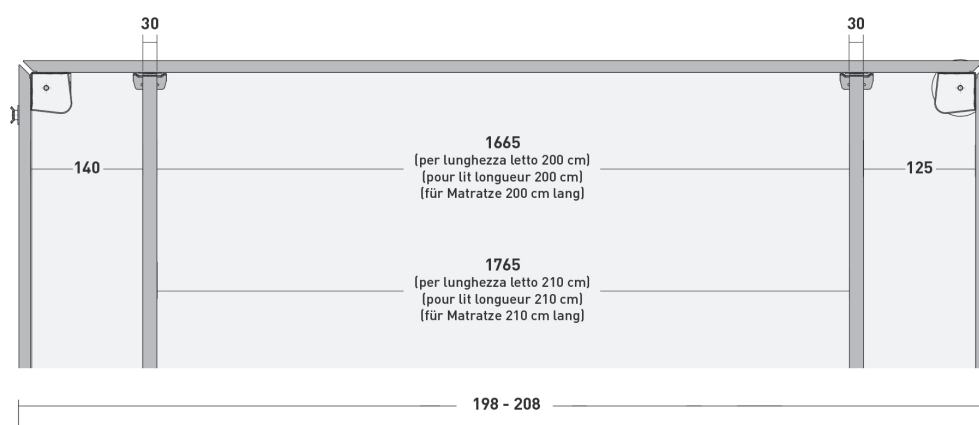 30 30
1665
(per lunghezza letto 200 cm)
(pour lit longueur 200 cm)
(für Matratze 200 cm lang)
140 125
1765
(per lunghezza letto 210 cm)
(pour lit longueur 210 cm)
(für Matratze 210 cm lang)
198 - 208